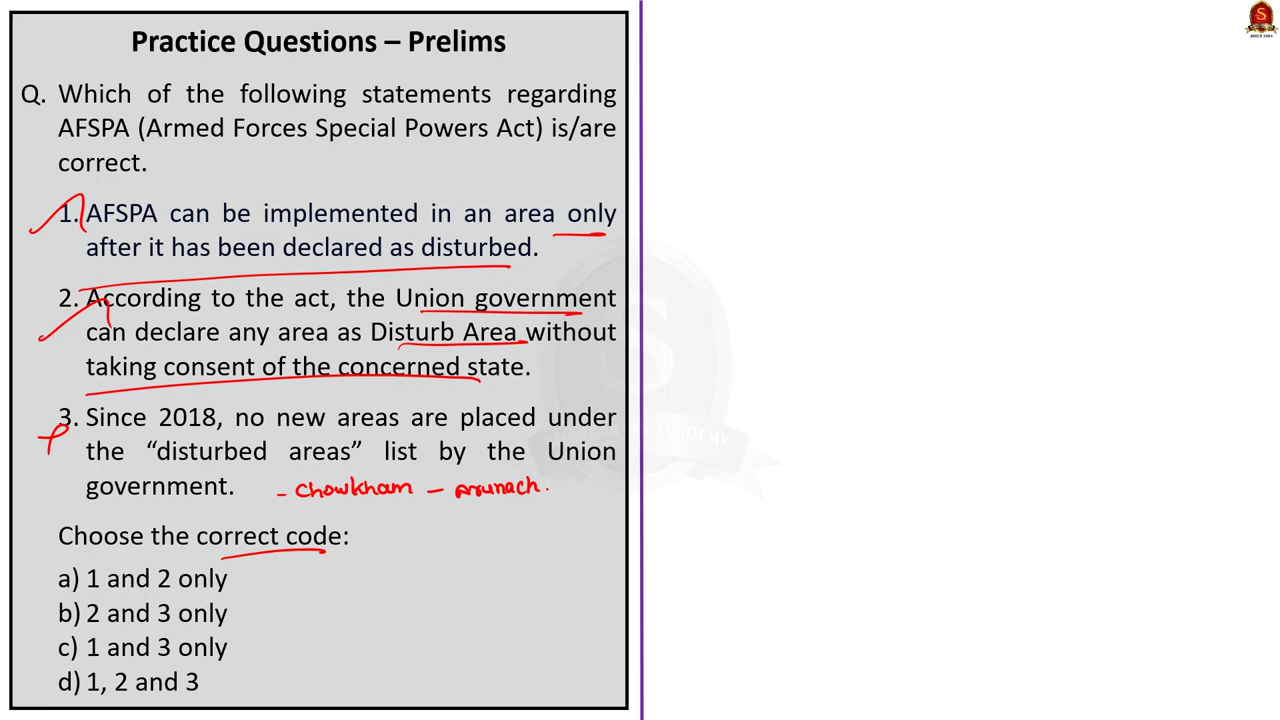 Practice Questions – Prelims
Q. Which of the following statements regarding
AFSPA (Armed Forces Special Powers Act) is/are
correct.
1. AFSPA can be implemented in an area only
after it has been declared as disturbed.
2. According to the act, the Union government
can declare any area as Disturb Area without
taking consent of the concerned state.
3. Since 2018, no new areas are placed under
the “disturbed areas” list by the Union
government.
- Chowkham - Arunach.
Choose the correct code:
a) 1 and 2 only
b) 2 and 3 only
c) 1 and 3 only
d) 1, 2 and 3
S
SINCE 2004